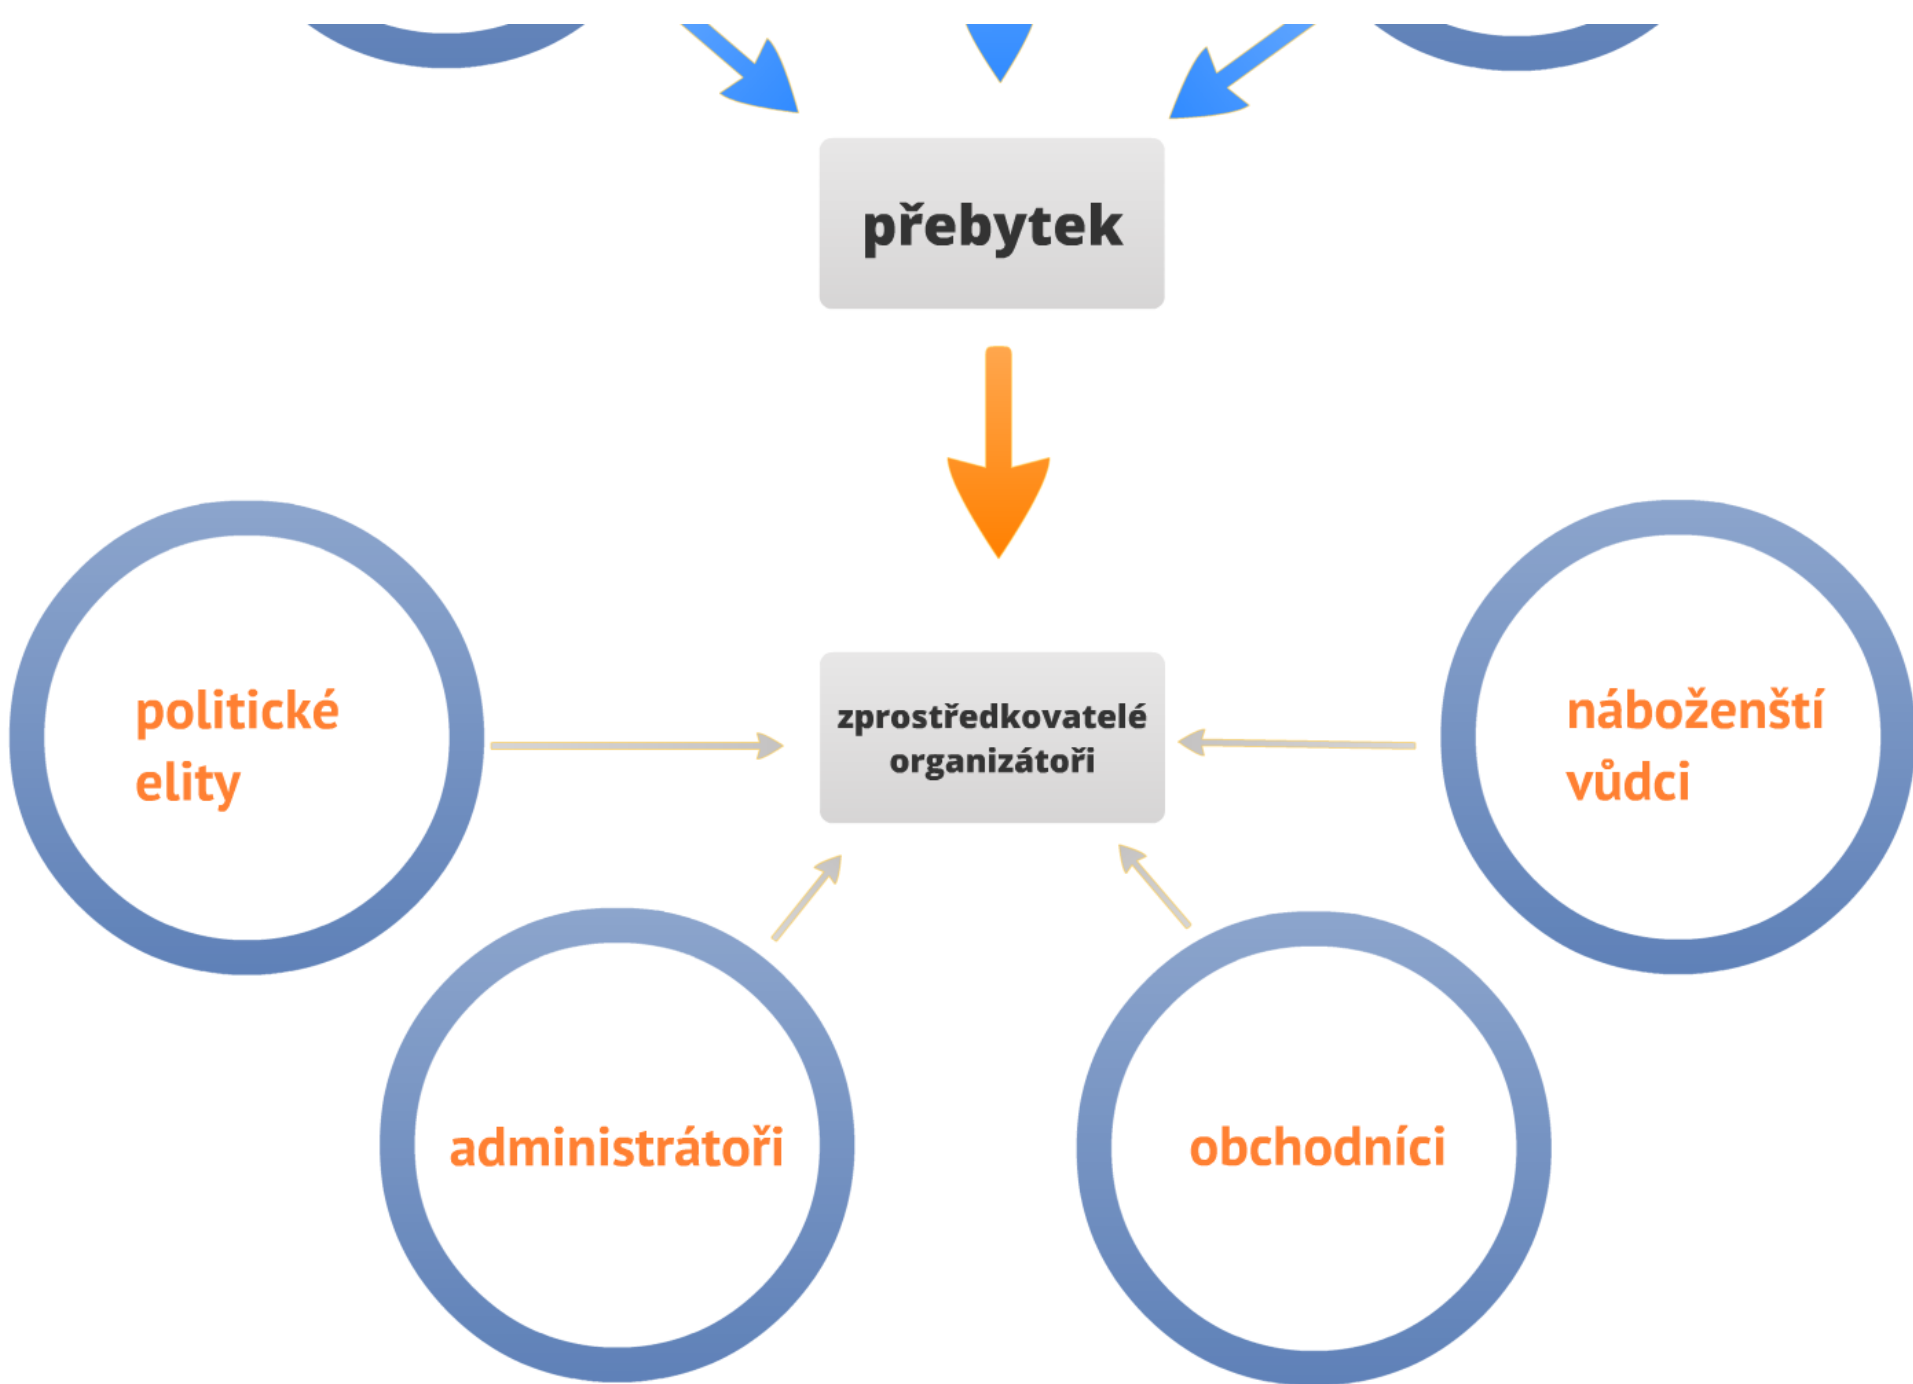 přebytek
zprostředkovatelé
organizátoři
politické
elity
náboženští
vůdci
administrátoři
obchodníci